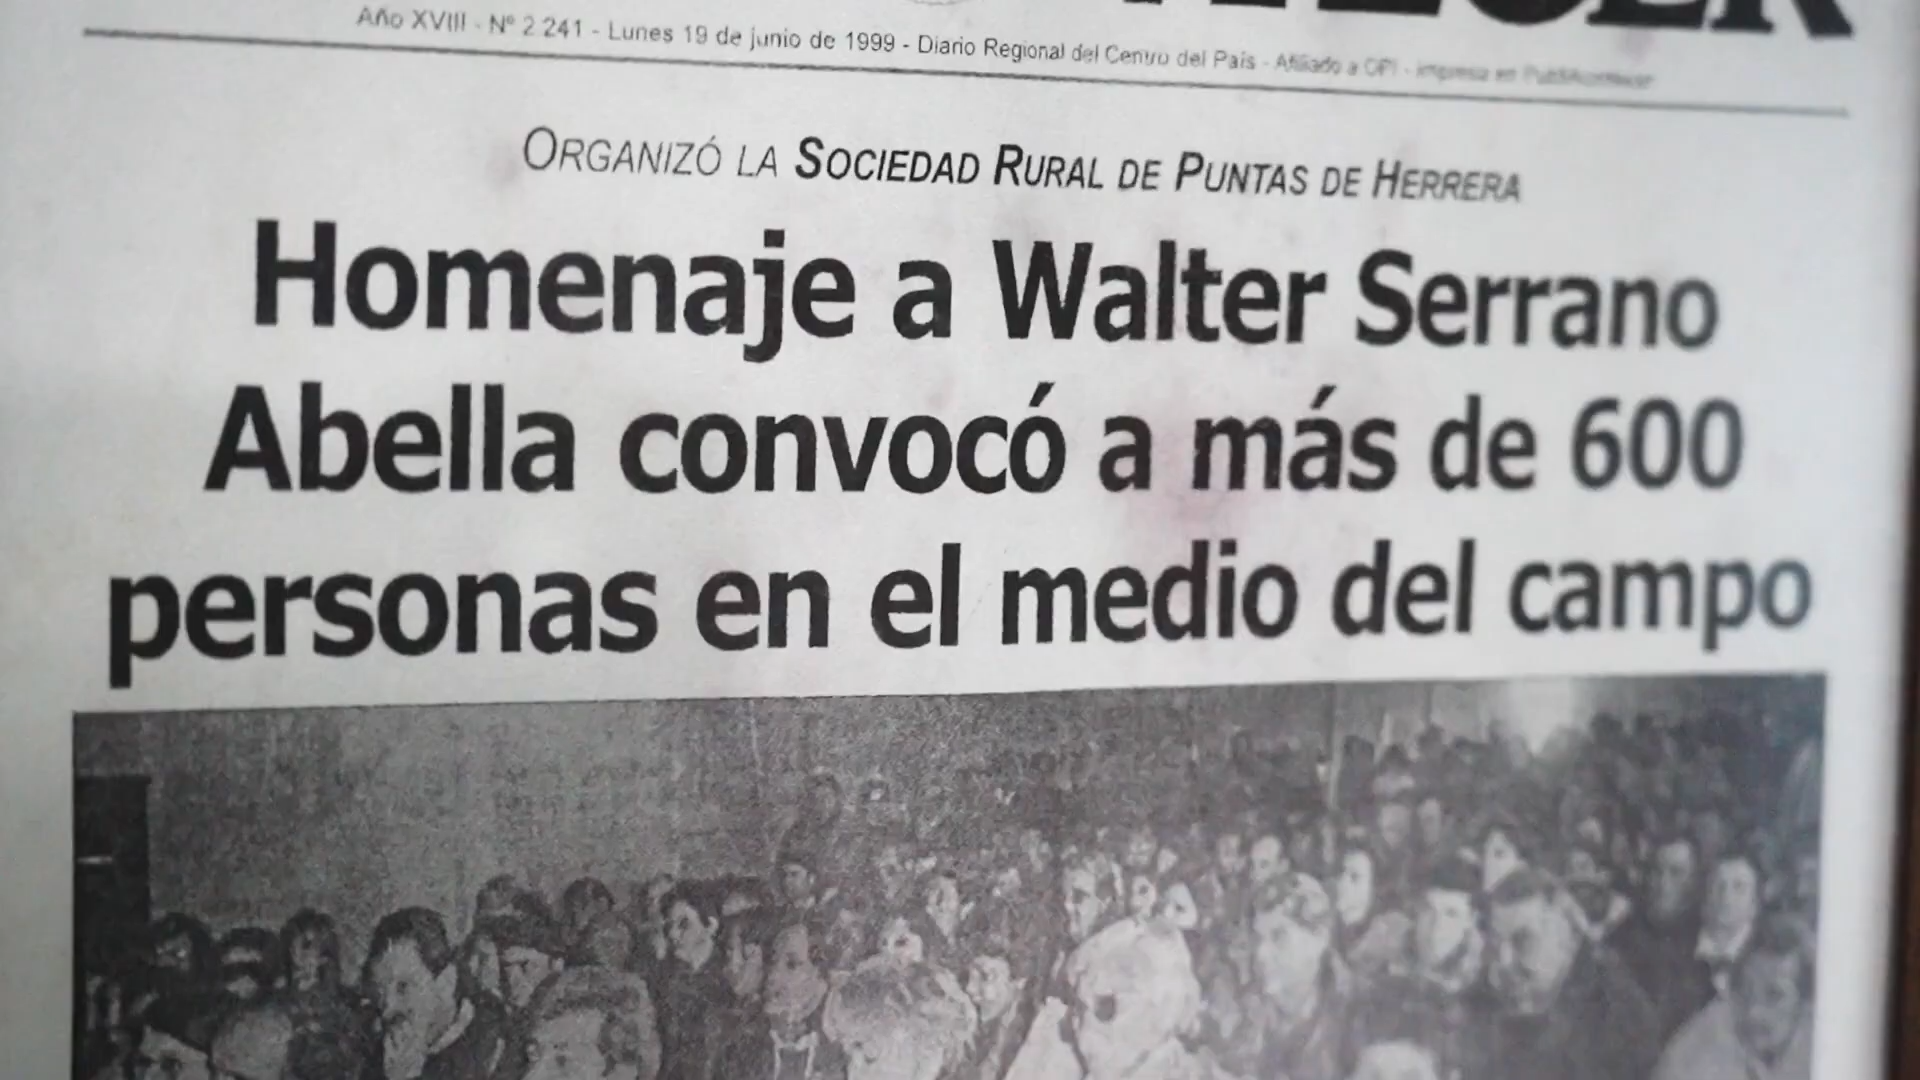 Año XVIII - Nº 2 241 - Lunes 19 de junio de 1999 - Diario Regional del Centro del País - Afiliado a OPI - impresa en
ORGANIZÓ LA SOCIEDAD RURAL DE PUNTAS DE HERRERA
Homenaje a Walter Serrano
Abella convocó a más de 600
personas en el medio del campo